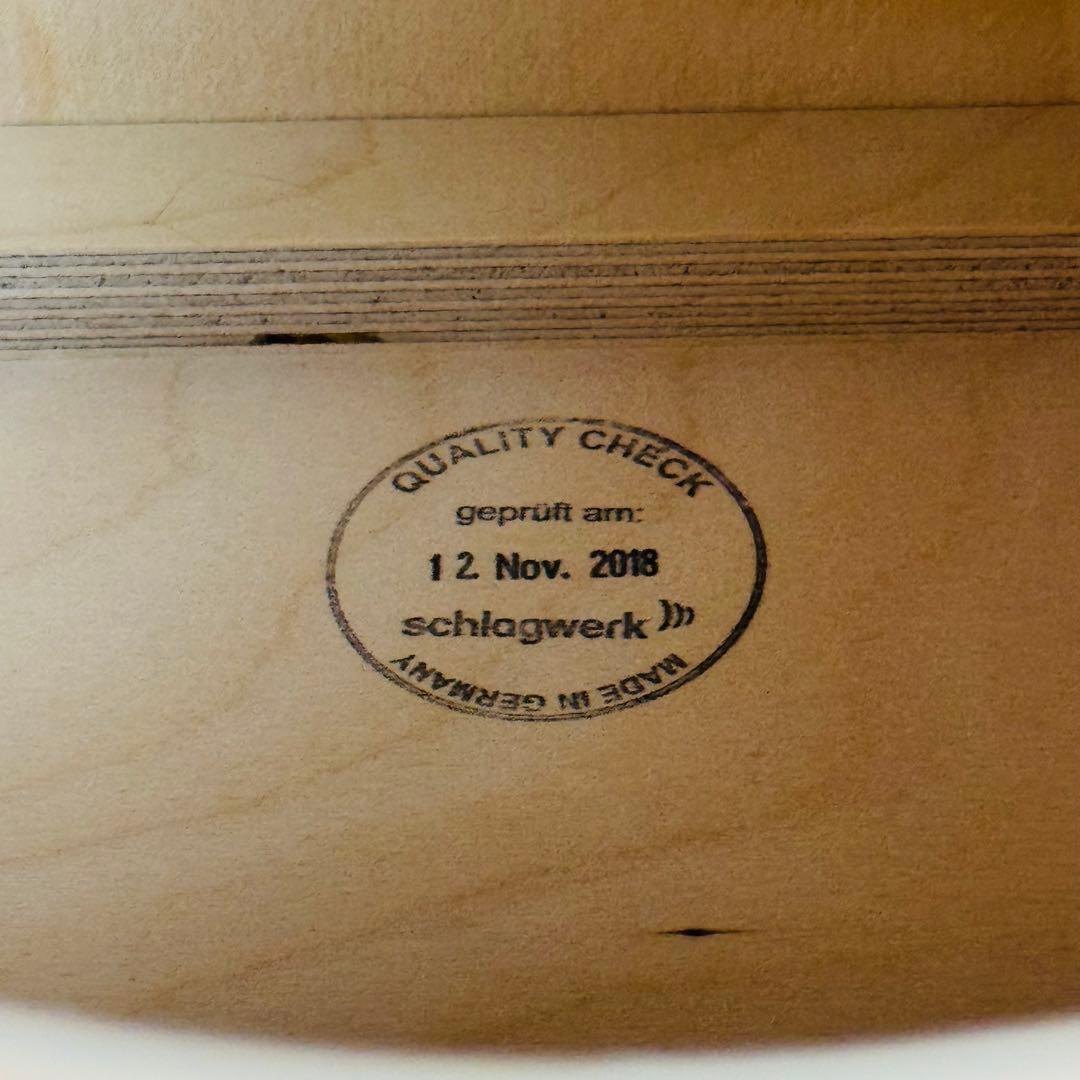 QUALITY CHECK
geprüft am:
12. Nov. 2018
schlagwerk
MADE IN GERMANY